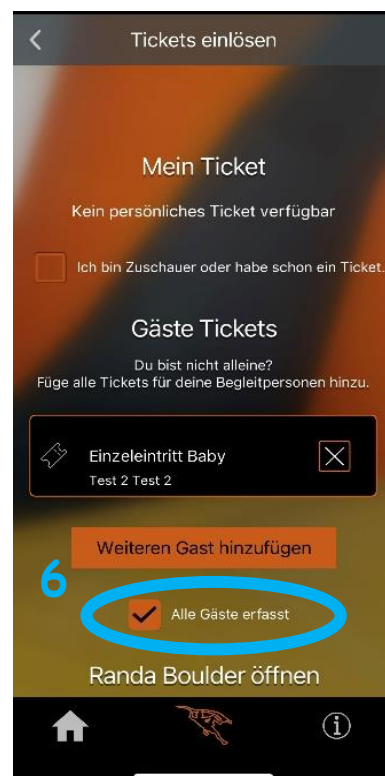 Tickets einlösen
Mein Ticket
Kein persönliches Ticket verfügbar
Ich bin Zuschauer oder habe schon ein Ticket.
Gäste Tickets
Du bist nicht alleine?
Füge alle Tickets für deine Begleitpersonen hinzu.
Einzeleintritt Baby
Test 2 Test 2
Weiteren Gast hinzufügen
6
Alle Gäste erfasst
Randa Boulder öffnen